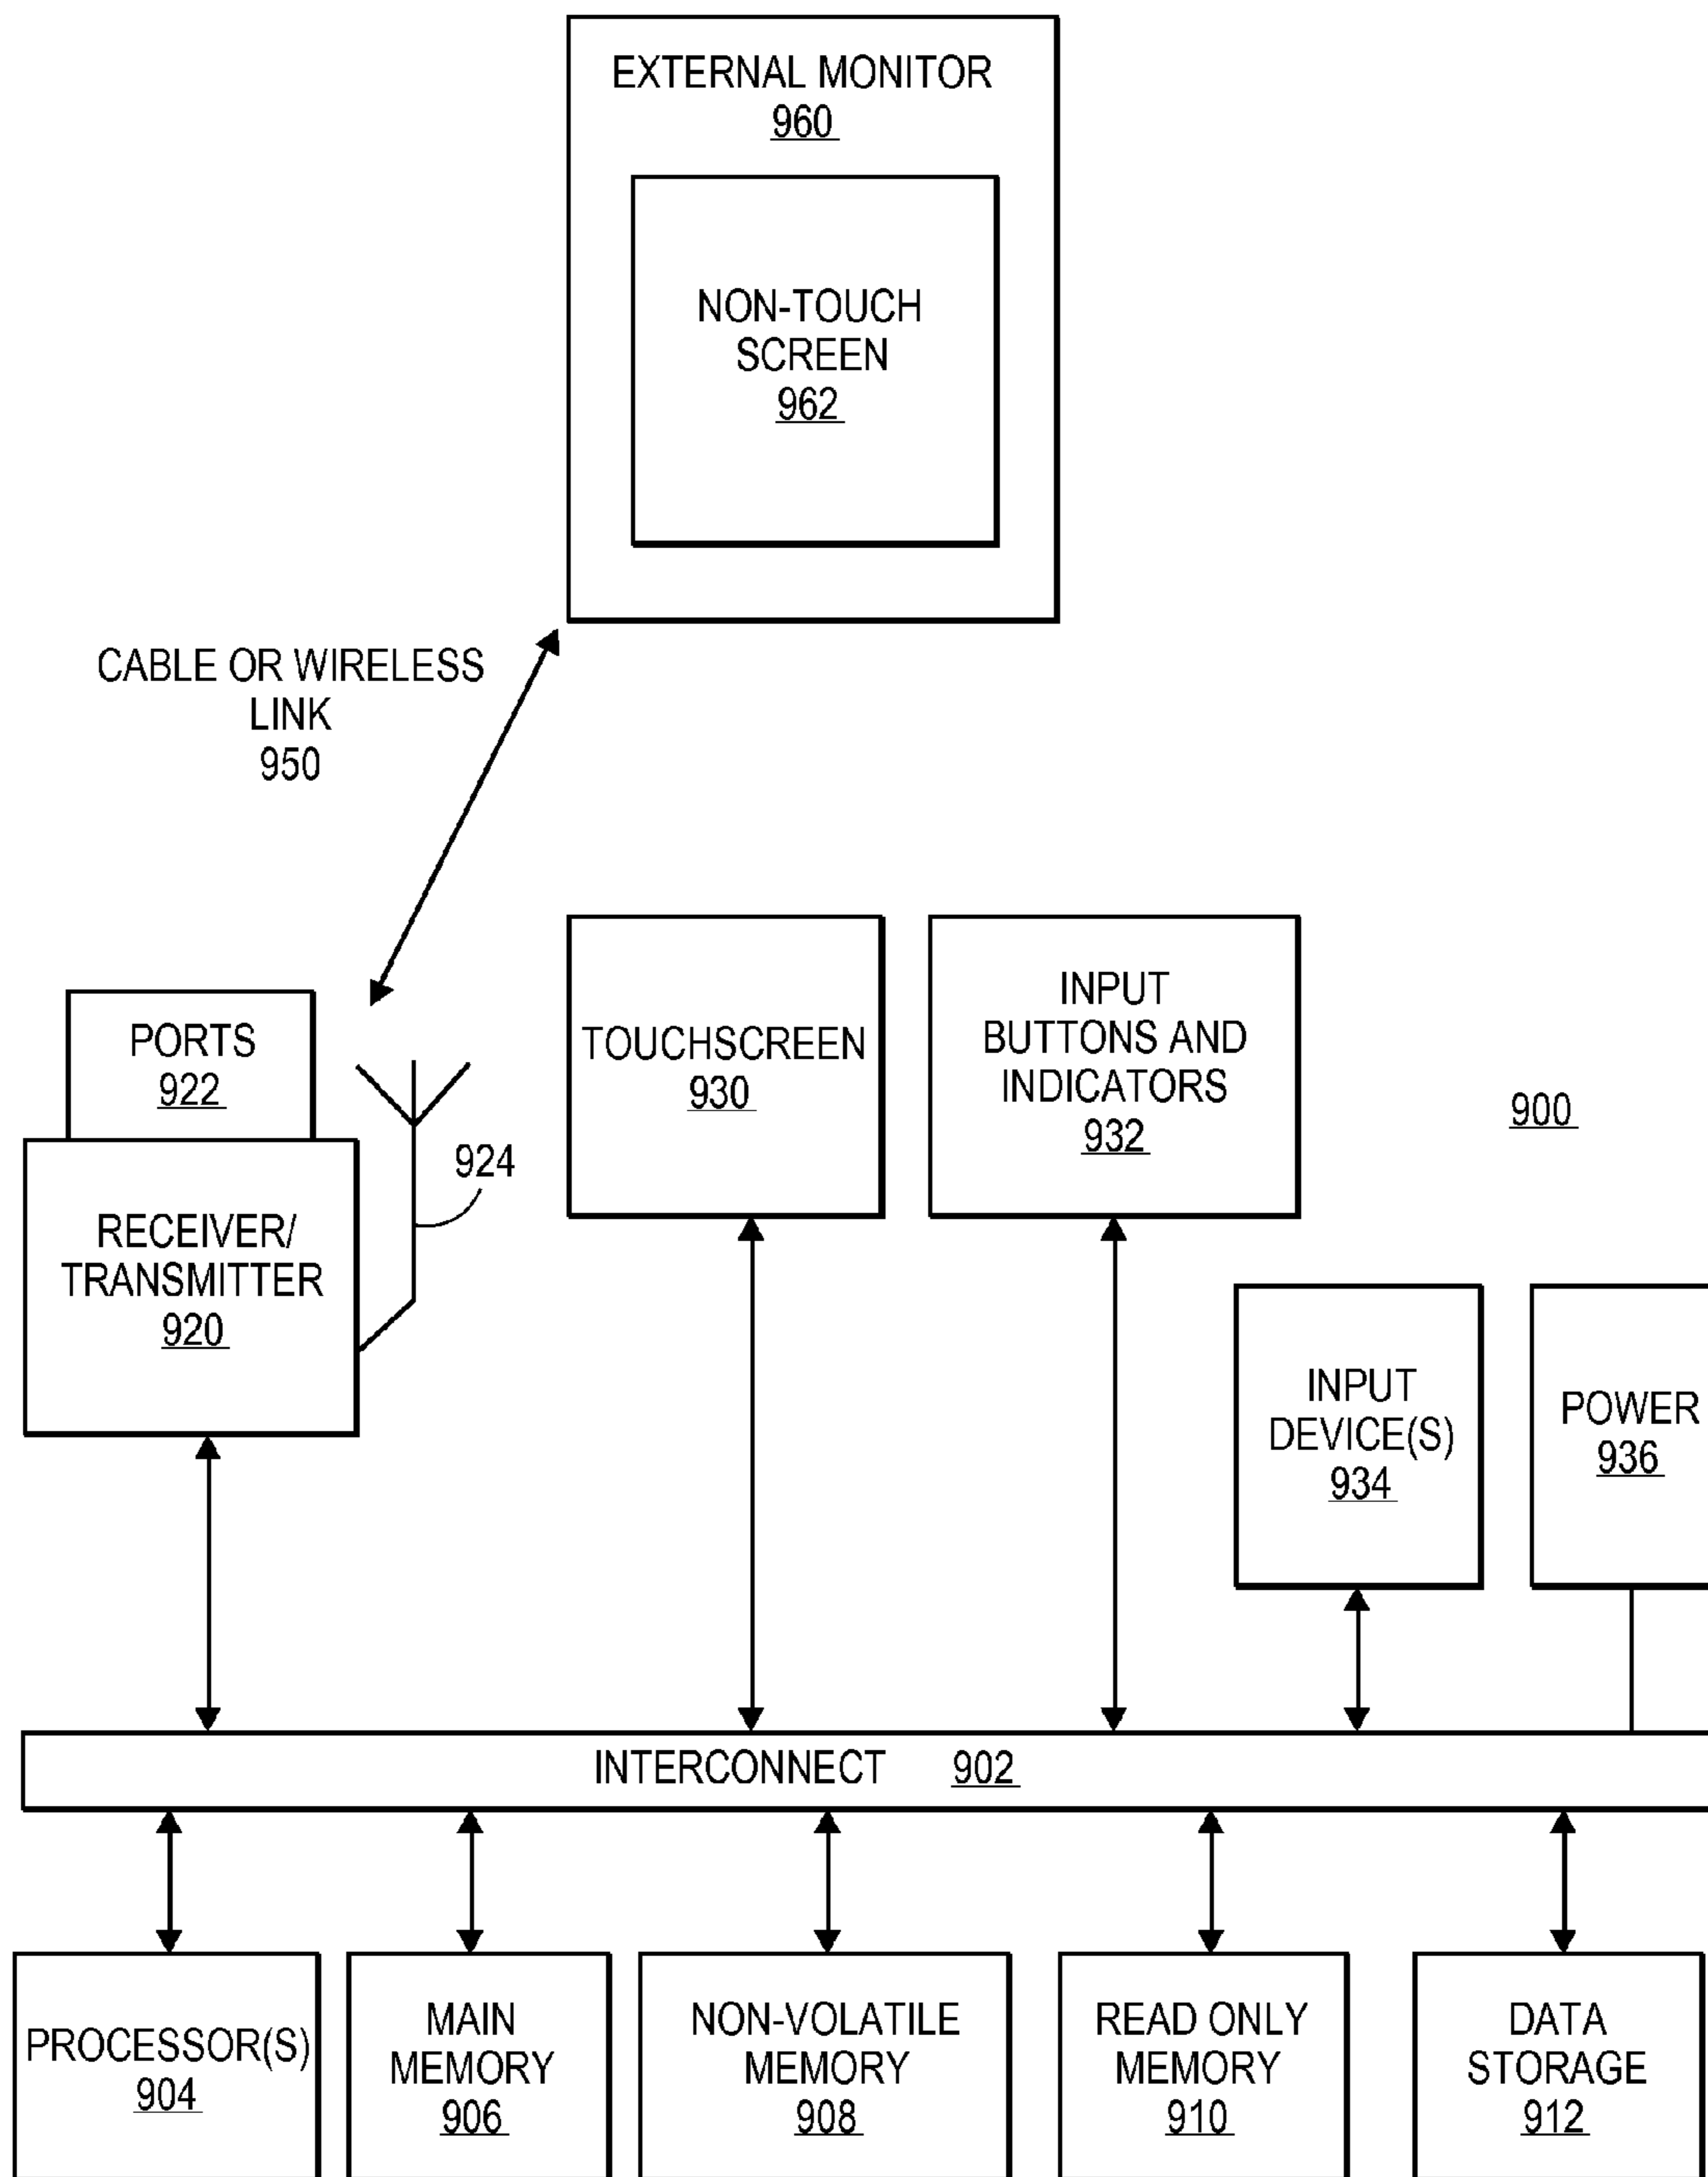 EXTERNAL MONITOR
960
NON-TOUCH
SCREEN
962
CABLE OR WIRELESS
LINK
950
PORTS
922
RECEIVER/
TRANSMITTER
920
924
TOUCHSCREEN
930
INPUT
BUTTONS AND
INDICATORS
932
900
INPUT
DEVICE(S)
934
POWER
936
INTERCONNECT 902
PROCESSOR(S)
904
MAIN
MEMORY
906
NON-VOLATILE
MEMORY
908
READ ONLY
MEMORY
910
DATA
STORAGE
912